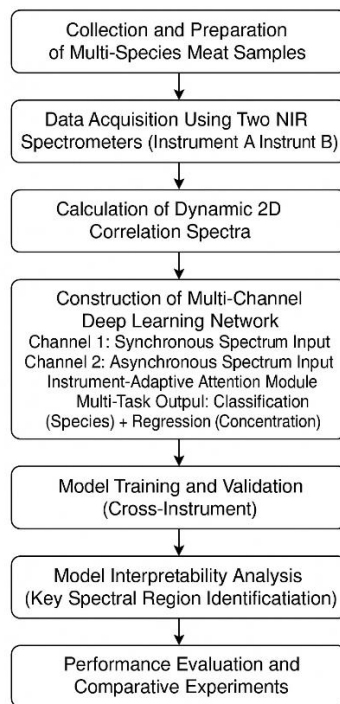 Collection and Preparation
of Multi-Species Meat Samples
Data Acquisition Using Two NIR
Spectrometers (Instrument A Instrunt B)
Calculation of Dynamic 2D
Correlation Spectra
Construction of Multi-Channel
Deep Learning Network
Channel 1: Synchronous Spectrum Input
Channel 2: Asynchronous Spectrum Input
Instrument-Adaptive Attention Module
Multi-Task Outpul: Classification
(Species) + Regression (Concentration)
Model Training and Validation
(Cross-Instrument)
Model Interpretability Analysis
(Key Spectral Region Identificatiation)
Performance Evaluation and
Comparative Experiments